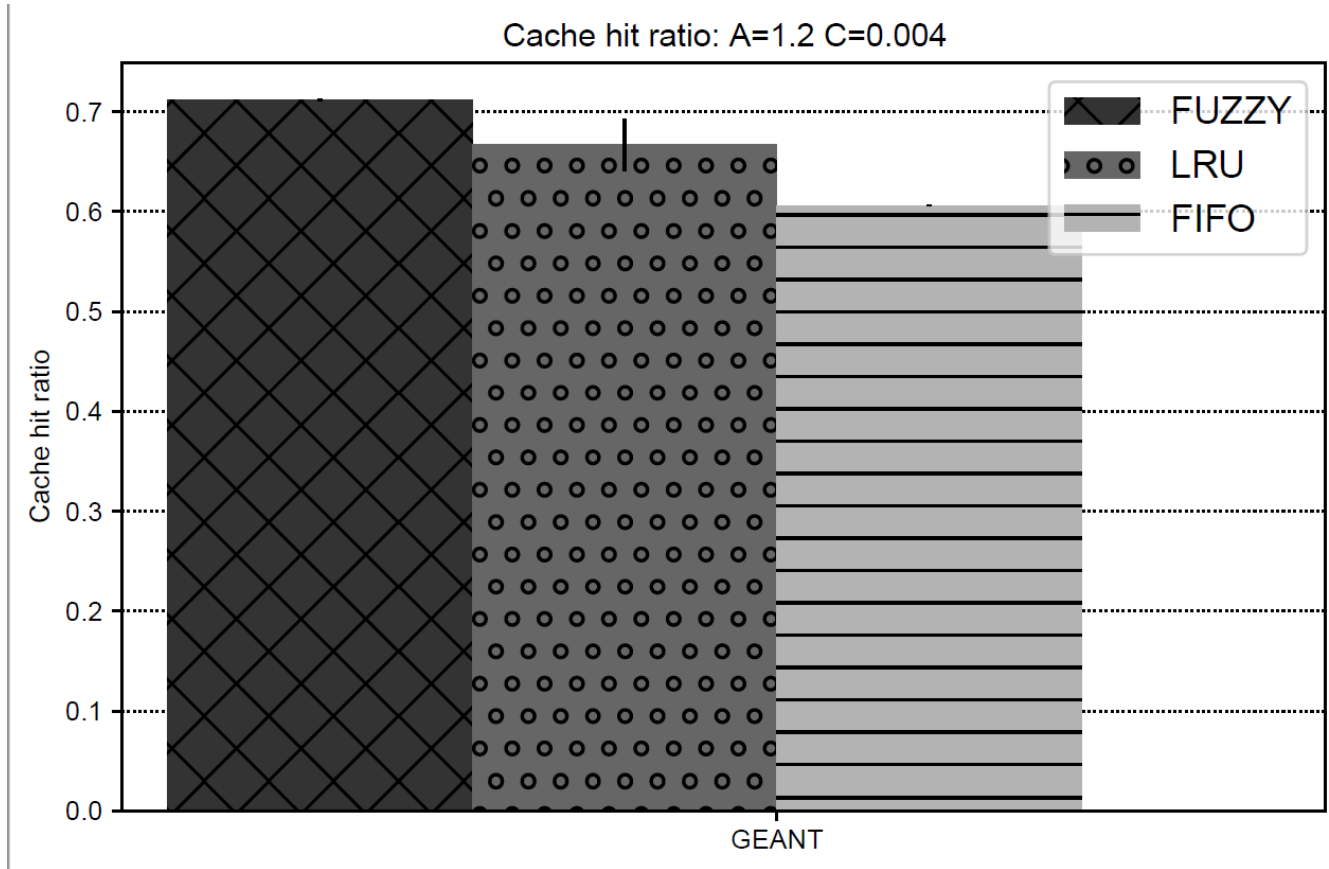 Cache hit ratio: A=1.2 C=0.004
Cache hit ratio
0.7
0.6
0.5
0.4
0.3
0.2
0.1
0.0
FUZZY
LRU
FIFO
GEANT